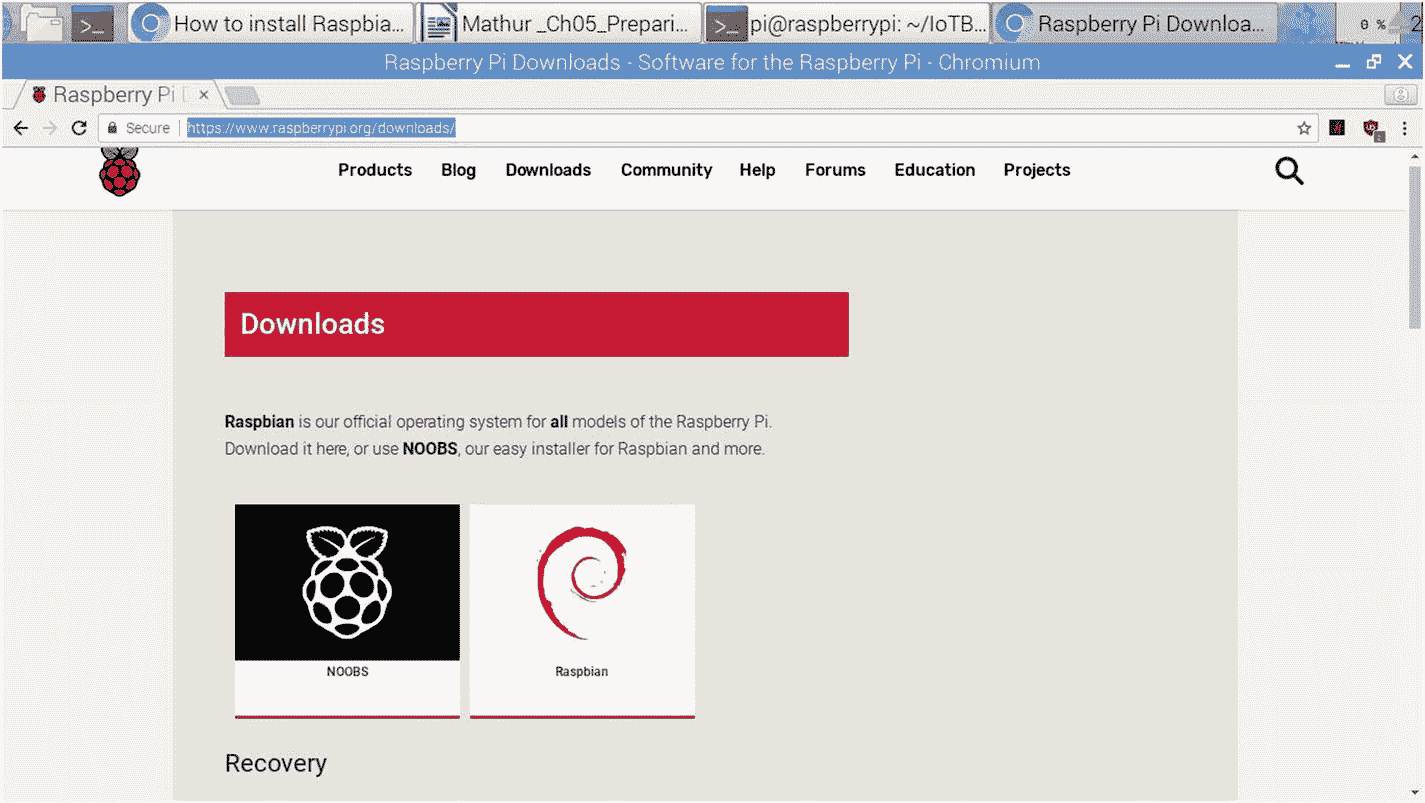 How to install Raspbia...
Mathur _Ch05_Prepari...
pi@raspberrypi: ~/IoTB...
Raspberry Pi Downloa...
0 %
2
Raspberry Pi Downloads - Software for the Raspberry Pi - Chromium
Raspberry Pi D
Secure
https://www.raspberrypi.org/downloads/
Products Blog Downloads Community Help Forums Education Projects
Downloads
Raspbian is our official operating system for all models of the Raspberry Pi.
Download it here, or use NOOBS, our easy installer for Raspbian and more.
NOOBS
Raspbian
Recovery